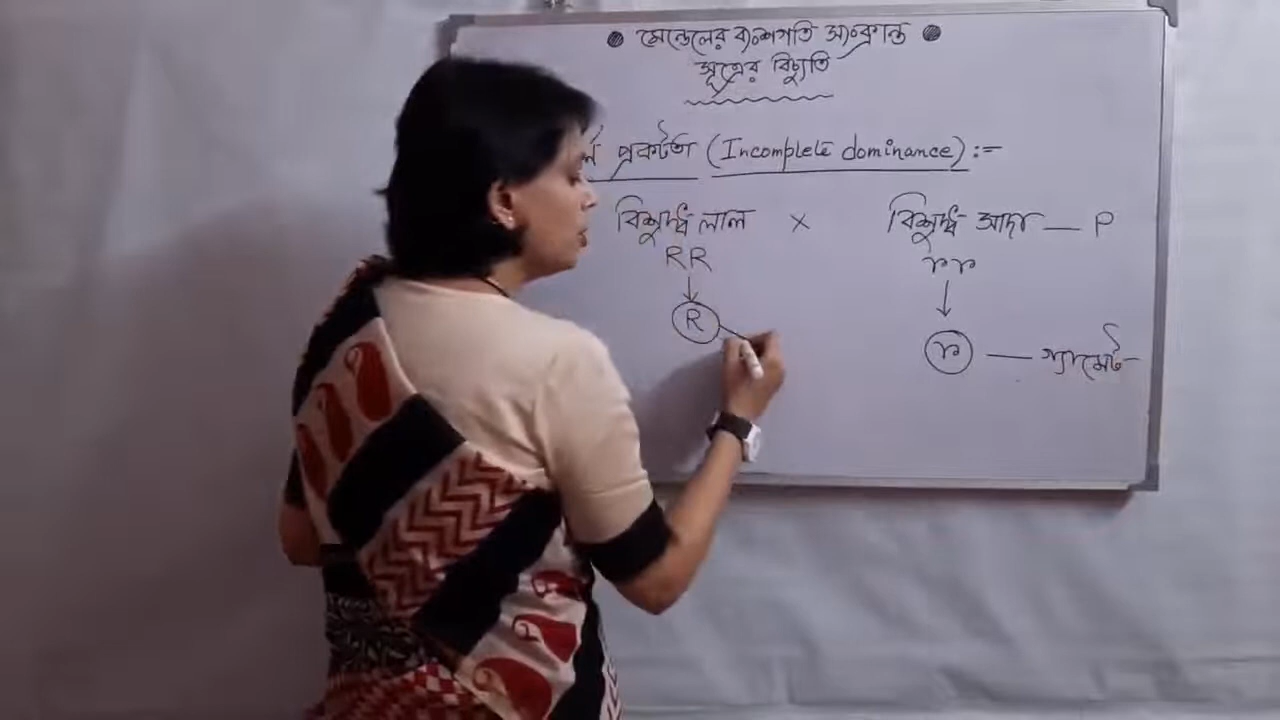 মেন্ডেলের বংশগতি সংক্রান্ত
সূত্রের বিচ্যুতি
প্রকটতা (Incomplete dominance) :-
বিশুদ্ধ লাল × বিশুদ্ধ সাদা — P
RR rr
R r — গ্যামেট